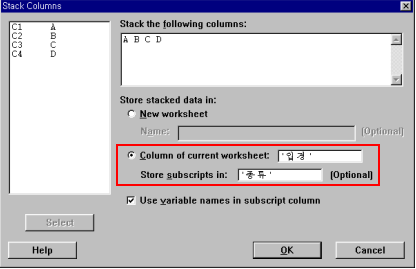 Stack Columns
C1 A
C2 B
C3 C
C4 D
Stack the following columns:
A B C D
Store stacked data in:
New worksheet
Name: (Optional)
Column of current worksheet: '입경'
Store subscripts in: '종류' (Optional)
Use variable names in subscript column
Select
Help
OK
Cancel